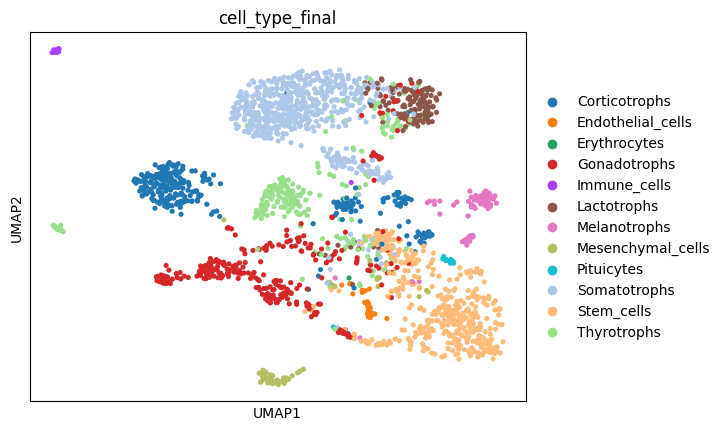 cell_type_final
UMAP2
UMAP1
Corticotrophs
Endothelial_cells
Erythrocytes
Gonadotrophs
Immune_cells
Lactotrophs
Melanotrophs
Mesenchymal_cells
Pituicytes
Somatotrophs
Stem_cells
Thyrotrophs